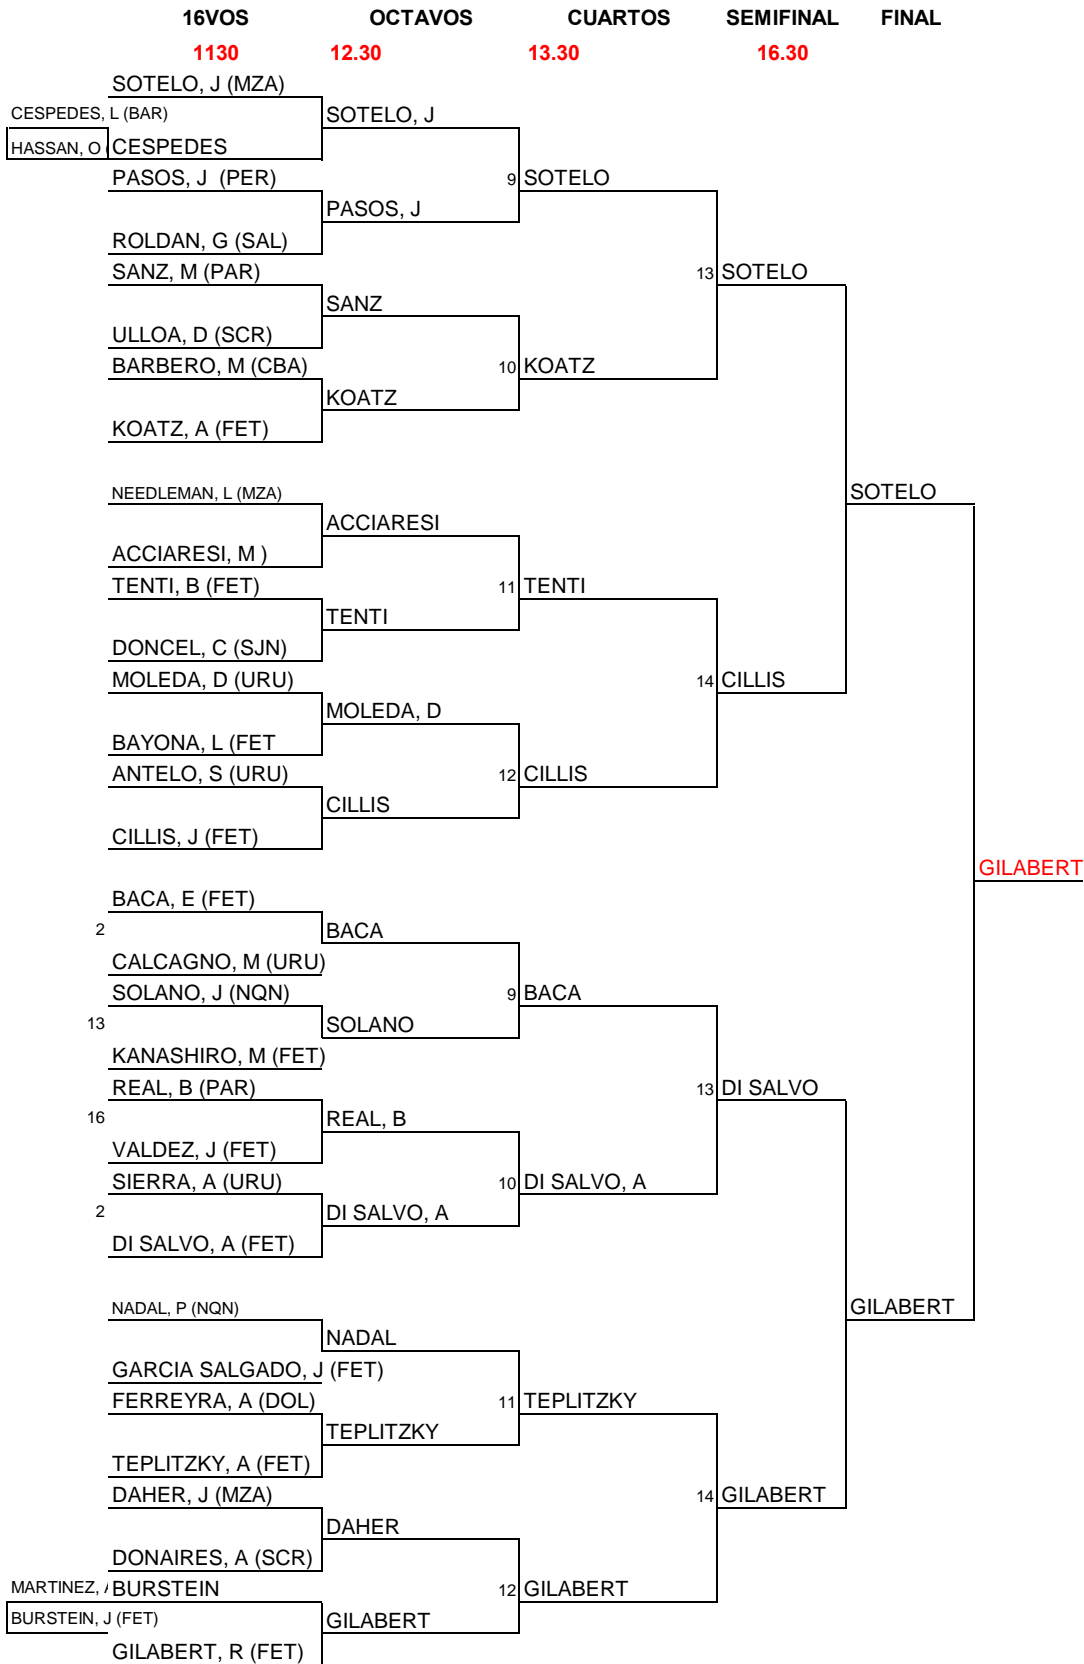 16VOS OCTAVOS CUARTOS SEMIFINAL FINAL
1130 12.30 13.30 16.30
SOTELO, J (MZA)
CESPEDES, L (BAR)
SOTELO, J
HASSAN, O ( CESPEDES
PASOS, J (PER)
9 SOTELO
PASOS, J
ROLDAN, G (SAL)
SANZ, M (PAR)
13 SOTELO
SANZ
ULLOA, D (SCR)
BARBERO, M (CBA)
10 KOATZ
KOATZ
KOATZ, A (FET)
NEEDLEMAN, L (MZA)
SOTELO
ACCIARESI
ACCIARESI, M )
TENTI, B (FET)
11 TENTI
TENTI
DONCEL, C (SJN)
MOLEDA, D (URU)
14 CILLIS
MOLEDA, D
BAYONA, L (FET
ANTELO, S (URU)
12 CILLIS
CILLIS
CILLIS, J (FET)
GILABERT
BACA, E (FET)
2
BACA
CALCAGNO, M (URU)
SOLANO, J (NQN)
9 BACA
13
SOLANO
KANASHIRO, M (FET)
REAL, B (PAR)
13 DI SALVO
16
REAL, B
VALDEZ, J (FET)
SIERRA, A (URU)
10 DI SALVO, A
2
DI SALVO, A
DI SALVO, A (FET)
NADAL, P (NQN)
GILABERT
NADAL
GARCIA SALGADO, J (FET)
FERREYRA, A (DOL)
11 TEPLITZKY
TEPLITZKY
TEPLITZKY, A (FET)
DAHER, J (MZA)
14 GILABERT
DAHER
DONAIRES, A (SCR)
MARTINEZ, BURSTEIN
12 GILABERT
BURSTEIN, J (FET)
GILABERT
GILABERT, R (FET)